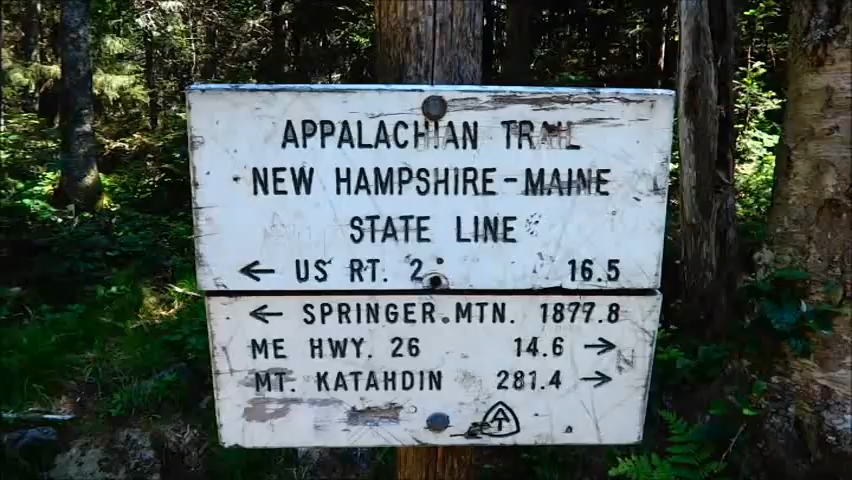 APPALACHIAN TRAIL
NEW HAMPSHIRE-MAINE
STATE LINE
← US RT. 2 16.5
← SPRINGER MTN. 1877.8
ME HWY. 26 14.6 →
MT. KATAHDIN 281.4 →